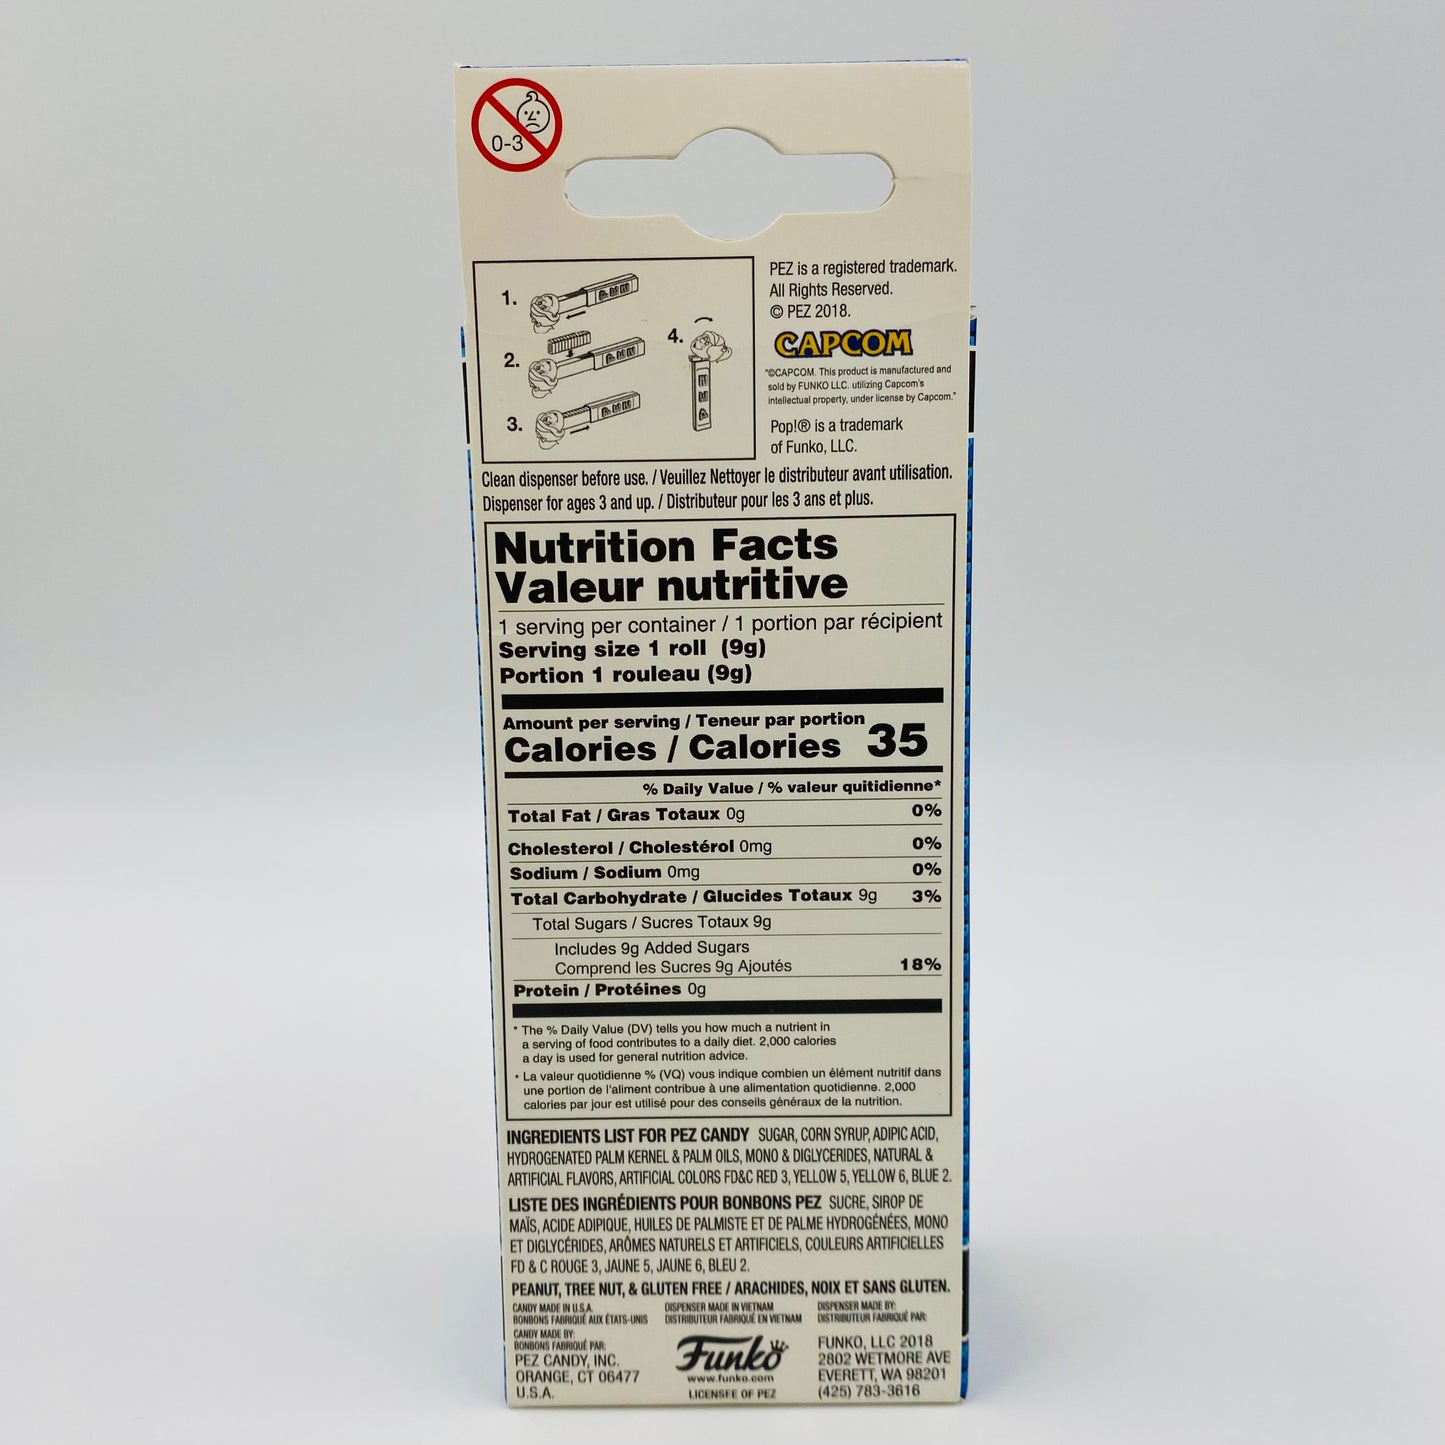 0-3
1.
2.
3.
4.
PEZ is a registered trademark.
All Rights Reserved.
© PEZ 2018.
CAPCOM
*©CAPCOM. This product is manufactured and
sold by FUNKO LLC. utilizing Capcom's
intellectual property, under license by Capcom.*
Pop!® is a trademark
of Funko, LLC.
Clean dispenser before use. / Veuillez Nettoyer le distributeur avant utilisation.
Dispenser for ages 3 and up. / Distributeur pour les 3 ans et plus.
Nutrition Facts
Valeur nutritive
1 serving per container / 1 portion par récipient
Serving size 1 roll (9g)
Portion 1 rouleau (9g)
Amount per serving / Teneur par portion
Calories / Calories 35
% Daily Value / % valeur quitidienne*
Total Fat / Gras Totaux 0g 0%
Cholesterol / Cholestérol 0mg 0%
Sodium / Sodium 0mg 0%
Total Carbohydrate / Glucides Totaux 9g 3%
Total Sugars / Sucres Totaux 9g
Includes 9g Added Sugars
Comprend les Sucres 9g Ajoutés 18%
Protein / Protéines 0g
* The % Daily Value (DV) tells you how much a nutrient in
a serving of food contributes to a daily diet. 2,000 calories
a day is used for general nutrition advice.
* La valeur quotidienne % (VQ) vous indique combien un élément nutritif dans
une portion de l'aliment contribue à une alimentation quotidienne. 2,000
calories par jour est utilisé pour des conseils généraux de la nutrition.
INGREDIENTS LIST FOR PEZ CANDY SUGAR, CORN SYRUP, ADIPIC ACID,
HYDROGENATED PALM KERNEL & PALM OILS, MONO & DIGLYCERIDES, NATURAL &
ARTIFICIAL FLAVORS, ARTIFICIAL COLORS FD&C RED 3, YELLOW 5, YELLOW 6, BLUE 2.
LISTE DES INGRÉDIENTS POUR BONBONS PEZ SUCRE, SIROP DE
MAÏS, ACIDE ADIPIQUE, HUILES DE PALMISTE ET DE PALME HYDROGÉNÉES, MONO
ET DIGLYCÉRIDES, ARÔMES NATURELS ET ARTIFICIELS, COULEURS ARTIFICIELLES
FD & C ROUGE 3, JAUNE 5, JAUNE 6, BLEU 2.
PEANUT, TREE NUT, & GLUTEN FREE / ARACHIDES, NOIX ET SANS GLUTEN.
CANDY MADE IN U.S.A.
BONBONS FABRIQUÉ AUX ÉTATS-UNIS
CANDY MADE BY:
BONBONS FABRIQUÉ PAR:
PEZ CANDY, INC.
ORANGE, CT 06477
U.S.A.
DISPENSER MADE IN VIETNAM
DISTRIBUTEUR FABRIQUÉ EN VIETNAM
Funko
www.funko.com
LICENSEE OF PEZ
DISPENSER MADE BY:
DISTRIBUTEUR FABRIQUÉ PAR:
FUNKO, LLC 2018
2802 WETMORE AVE
EVERETT, WA 98201
(425) 783-3616